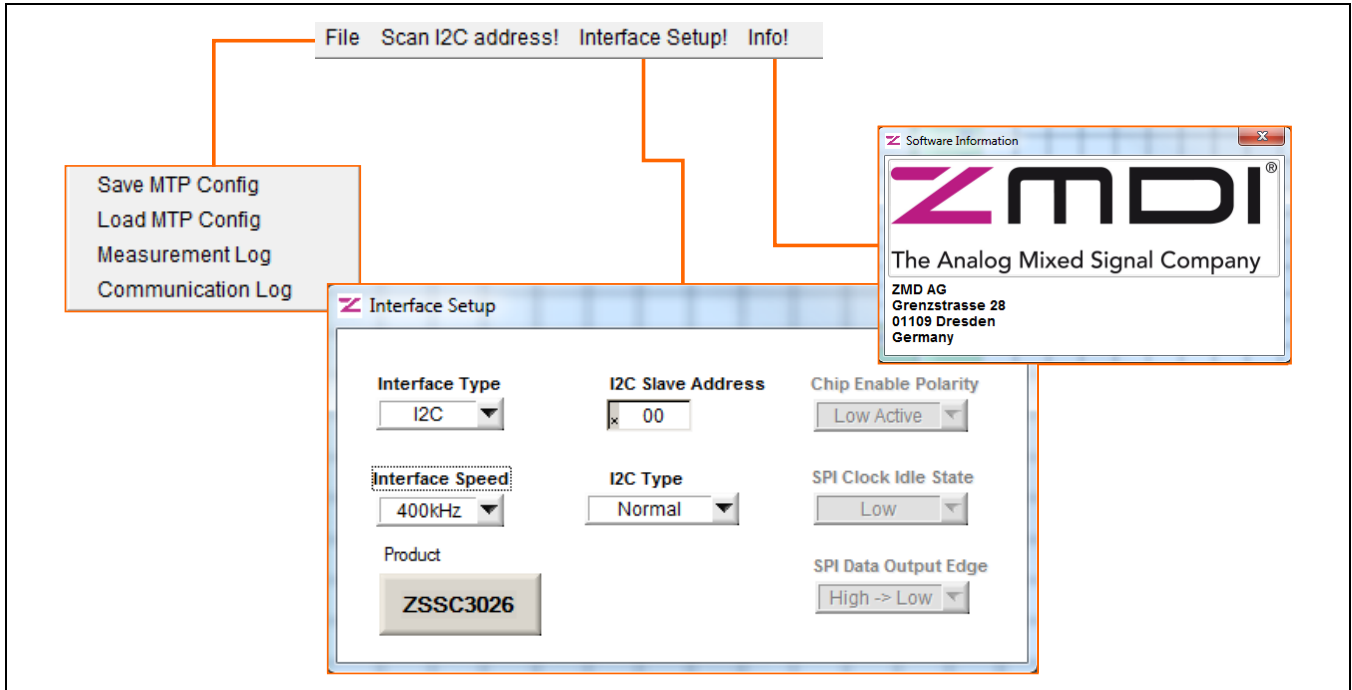 File Scan I2C address! Interface Setup! Info!
Save MTP Config
Load MTP Config
Measurement Log
Communication Log
Software Information
x
ZMDI®
The Analog Mixed Signal Company
ZMD AG
Grenzstrasse 28
01109 Dresden
Germany
Interface Setup
Interface Type I2C Slave Address Chip Enable Polarity
I2C x 00 Low Active
Interface Speed I2C Type SPI Clock Idle State
400kHz Normal Low
Product SPI Data Output Edge
ZSSC3026 High -> Low